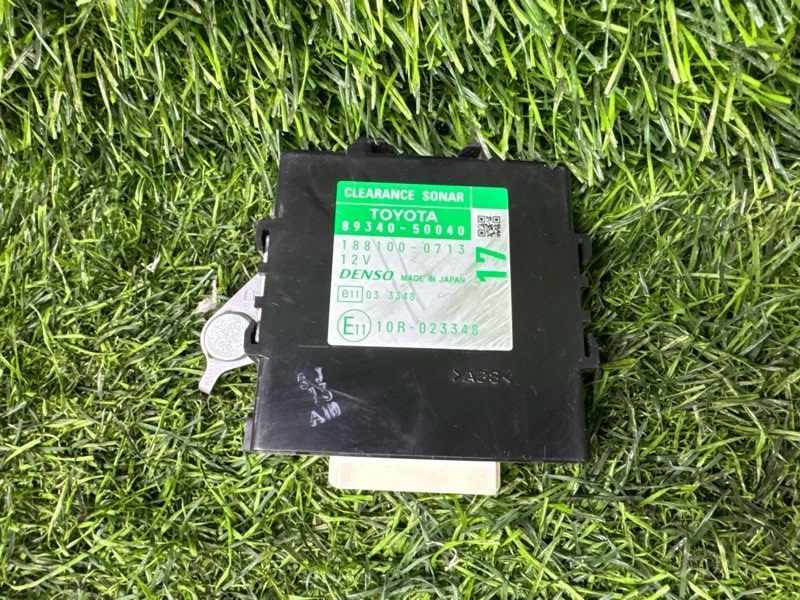 CLEARANCE SONAR
TOYOTA
89340-50040
188100-0713
12V
DENSO MADE IN JAPAN
17
e11 03 3348
E11 10R-023348
>ABS<